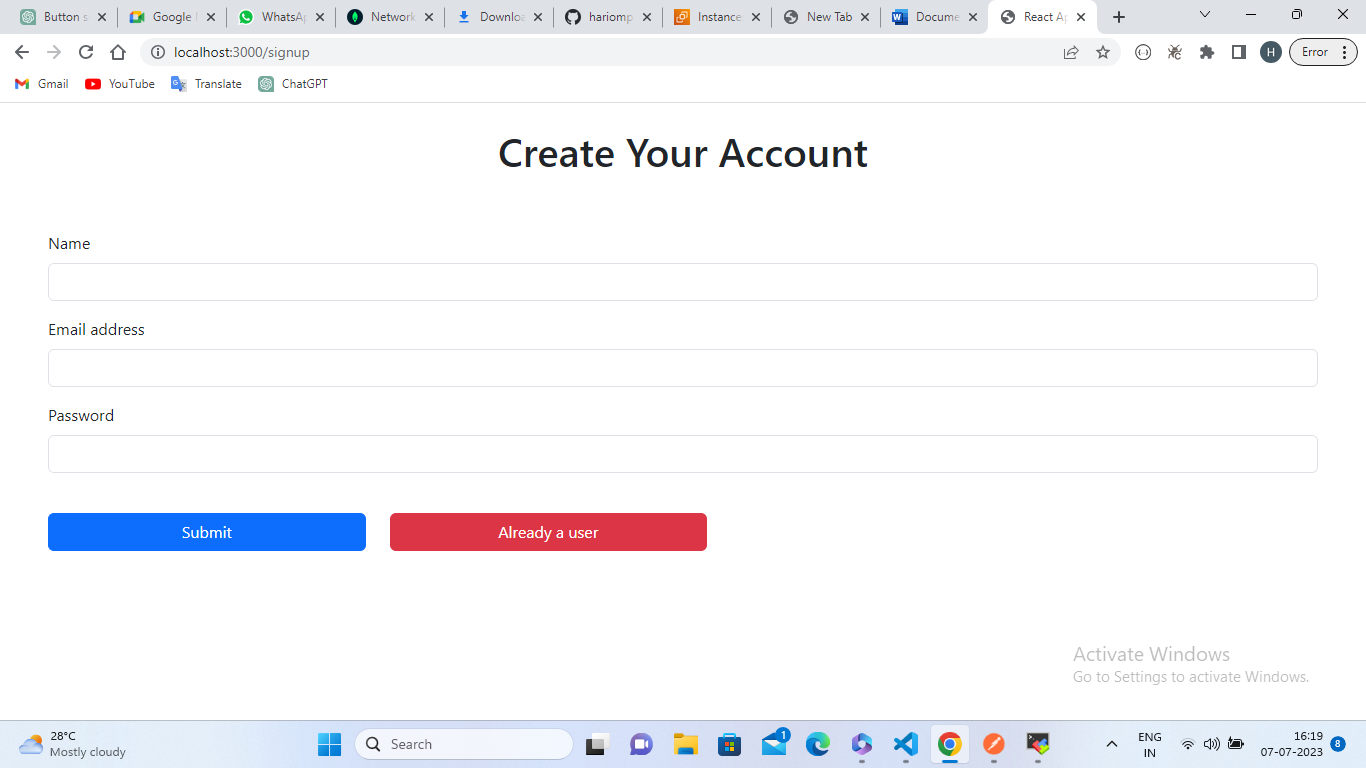 Button s
Google
WhatsAp
Network
Downloa
hariomp
Instance
New Tab
Docume
React Ap
localhost:3000/signup
H
Error
Gmail
YouTube
Translate
ChatGPT
Create Your Account
Name
Email address
Password
Submit
Already a user
Activate Windows
Go to Settings to activate Windows.
28°C
Mostly cloudy
Search
1
ENG
IN
16:19
07-07-2023
8